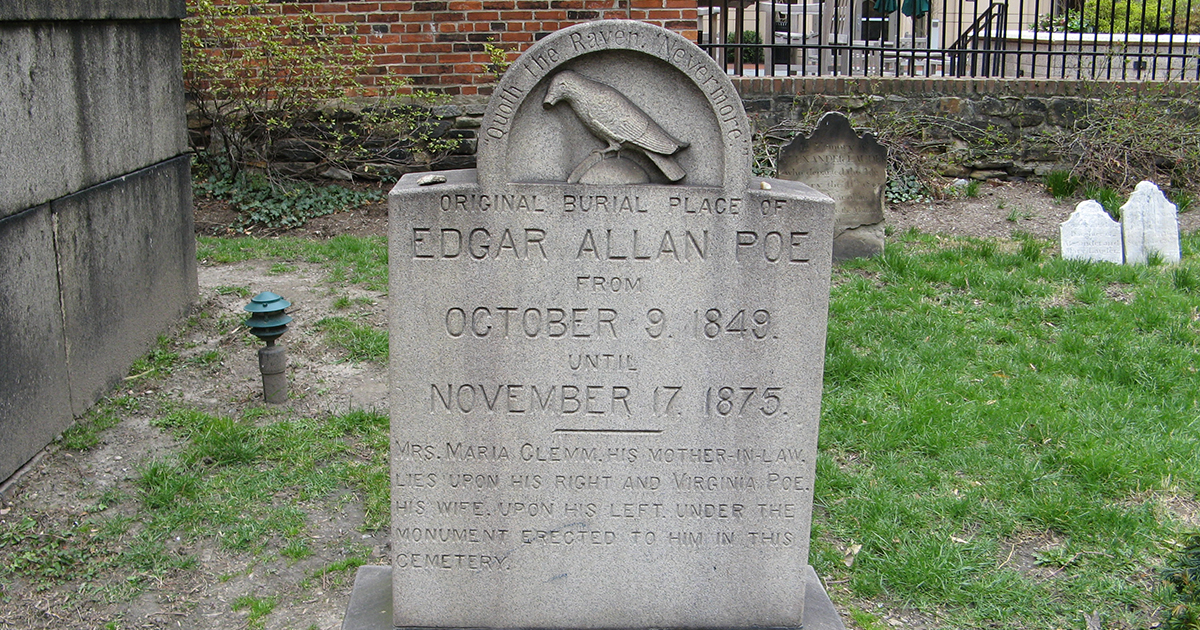 "Quoth the Raven, Nevermore."
ORIGINAL BURIAL PLACE OF
EDGAR ALLAN POE
FROM
OCTOBER 9. 1849.
UNTIL
NOVEMBER 17. 1875.
MRS. MARIA CLEMM, HIS MOTHER-IN-LAW,
LIES UPON HIS RIGHT AND VIRGINIA POE,
HIS WIFE, UPON HIS LEFT, UNDER THE
MONUMENT ERECTED TO HIM IN THIS
CEMETERY.